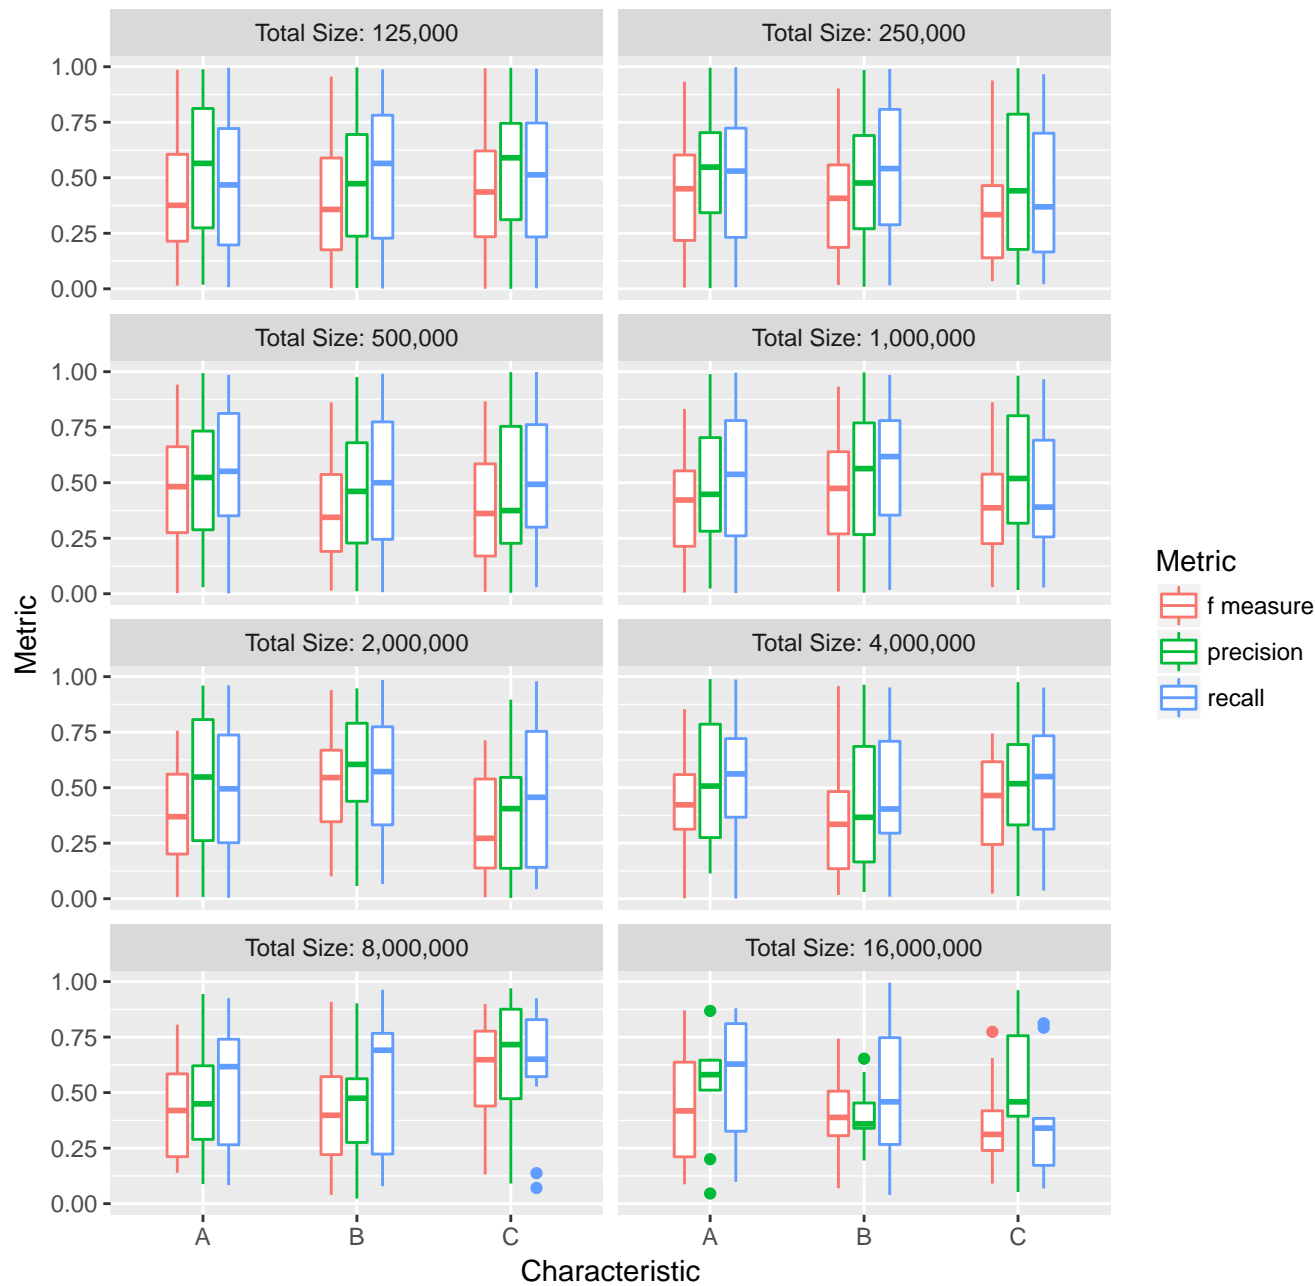 Total Size: 125,000
Total Size: 250,000
1.00
0.75
0.50
0.25
0.00
Total Size: 500,000
Total Size: 1,000,000
1.00
0.75
0.50
0.25
0.00
Total Size: 2,000,000
Total Size: 4,000,000
1.00
0.75
0.50
0.25
0.00
Total Size: 8,000,000
Total Size: 16,000,000
1.00
0.75
0.50
0.25
0.00
A
B
C
A
B
C
Characteristic
Metric
Metric
f measure
precision
recall